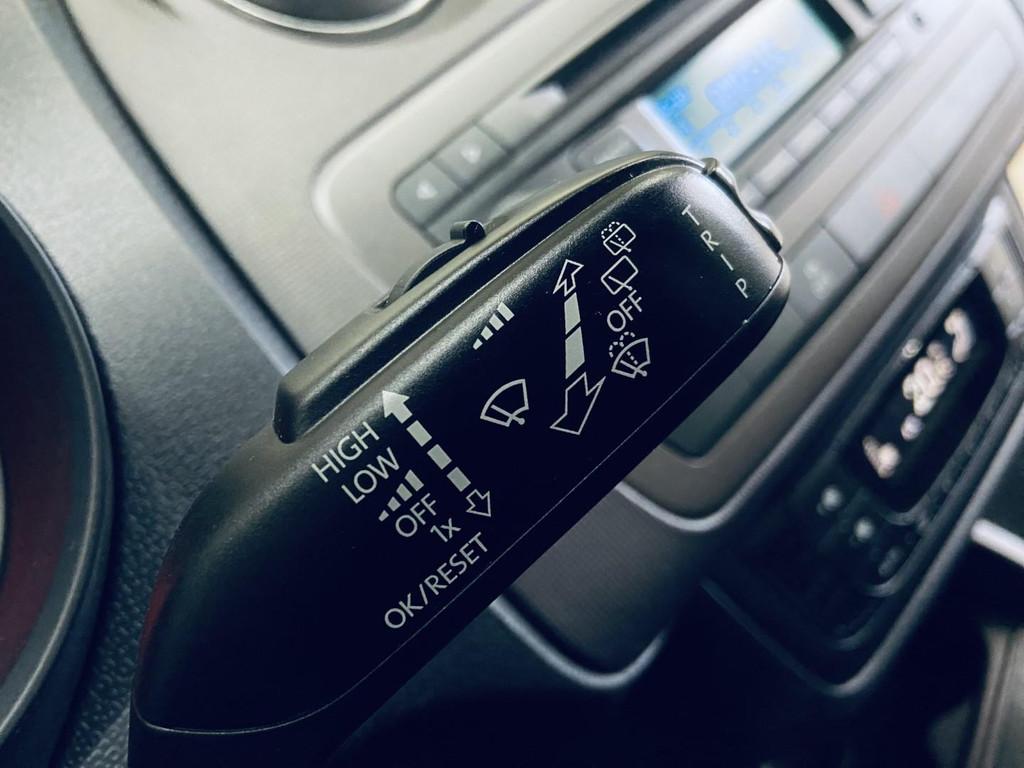 TRIP
OFF
HIGH
LOW
OFF
1x
OK/RESET